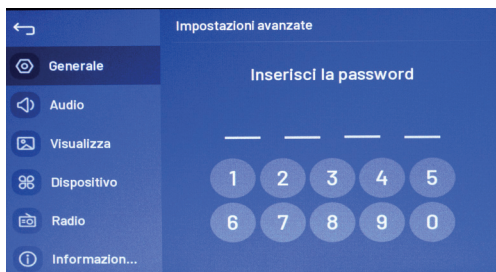 Impostazioni avanzate
Generale
Inserisci la password
Audio
Visualizza
Dispositivo
Radio
Informazion...
1 2 3 4 5
6 7 8 9 0